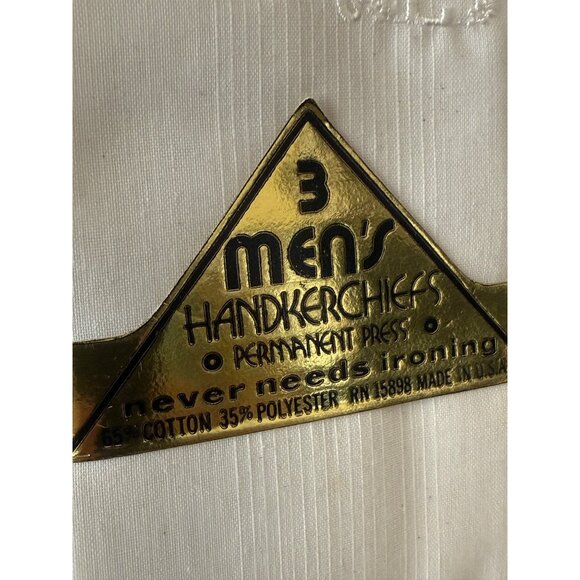 3
men's
HANDKERCHIEFS
PERMANENT PRESS
never needs ironing
65% COTTON 35% POLYESTER RN 15898 MADE IN U.S.A